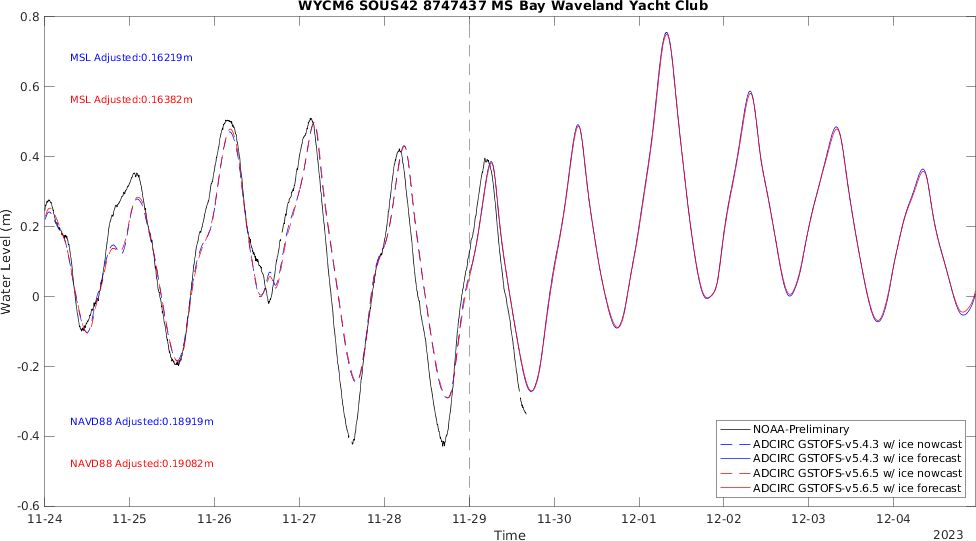 WYCM6 SOUS42 8747437 MS Bay Waveland Yacht Club
0.8
0.6
0.4
0.2
0
-0.2
-0.4
-0.6
Water Level (m)
MSL Adjusted:0.16219m
MSL Adjusted:0.16382m
NAVD88 Adjusted:0.18919m
NAVD88 Adjusted:0.19082m
NOAA-Preliminary
ADCIRC GSTOFS-v5.4.3 w/ ice nowcast
ADCIRC GSTOFS-v5.4.3 w/ ice forecast
ADCIRC GSTOFS-v5.6.5 w/ ice nowcast
ADCIRC GSTOFS-v5.6.5 w/ ice forecast
11-24 11-25 11-26 11-27 11-28 11-29 11-30 12-01 12-02 12-03 12-04
Time
2023